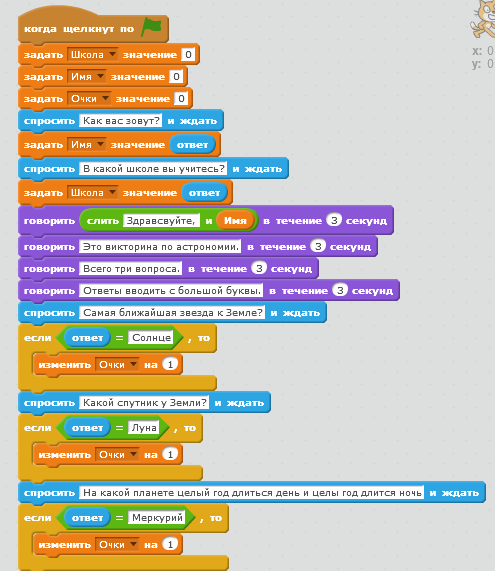 когда щелкнут по
задать Школа значение 0
задать Имя значение 0
задать Очки значение 0
спросить Как вас зовут? и ждать
задать Имя значение ответ
спросить В какой школе вы учитесь? и ждать
задать Школа значение ответ
говорить слить Здравсвуйте, и Имя в течение 3 секунд
говорить Это викторина по астрономии. в течение 3 секунд
говорить Всего три вопроса. в течение 3 секунд
говорить Ответы вводить с большой буквы. в течение 3 секунд
спросить Самая ближайшая звезда к Земле? и ждать
если ответ = Солнце , то
изменить Очки на 1
спросить Какой спутник у Земли? и ждать
если ответ = Луна , то
изменить Очки на 1
спросить На какой планете целый год длиться день и целы год длится ночь и ждать
если ответ = Меркурий , то
изменить Очки на 1
x: 0
y: 0